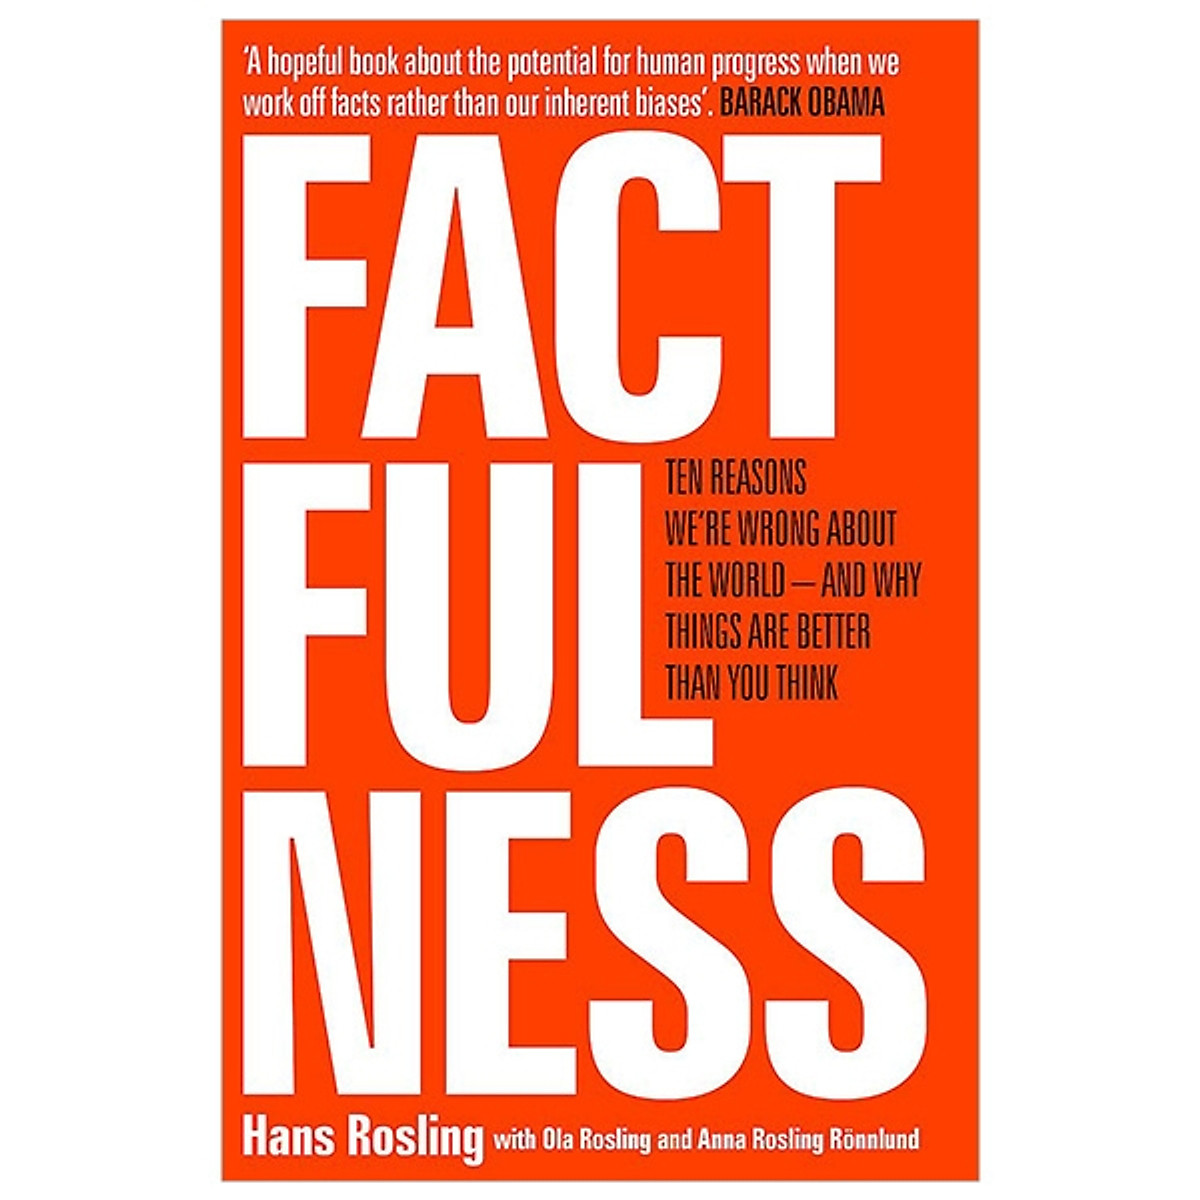 ‘A hopeful book about the potential for human progress when we
work off facts rather than our inherent biases’. BARACK OBAMA
FACT
FUL
TEN REASONS
WE’RE WRONG ABOUT
THE WORLD – AND WHY
THINGS ARE BETTER
THAN YOU THINK
NESS
Hans Rosling with Ola Rosling and Anna Rosling Rönnlund